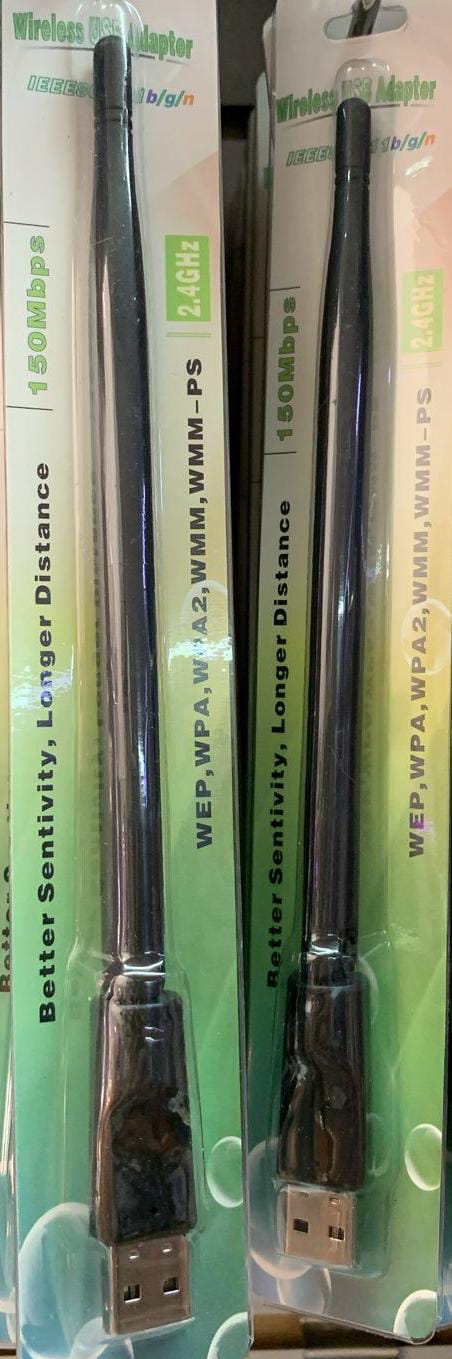 Wireless USB Adapter
b/g/n
150Mbps
2.4GHz
Better Sentivity, Longer Distance
WEP,WPA,WPA2,WMM,WMM-PS
Wireless USB Adapter
11b/g/n
150Mbps
2.4GHz
Better Sentivity, Longer Distance
WEP,WPA,WPA2,WMM,WMM-PS